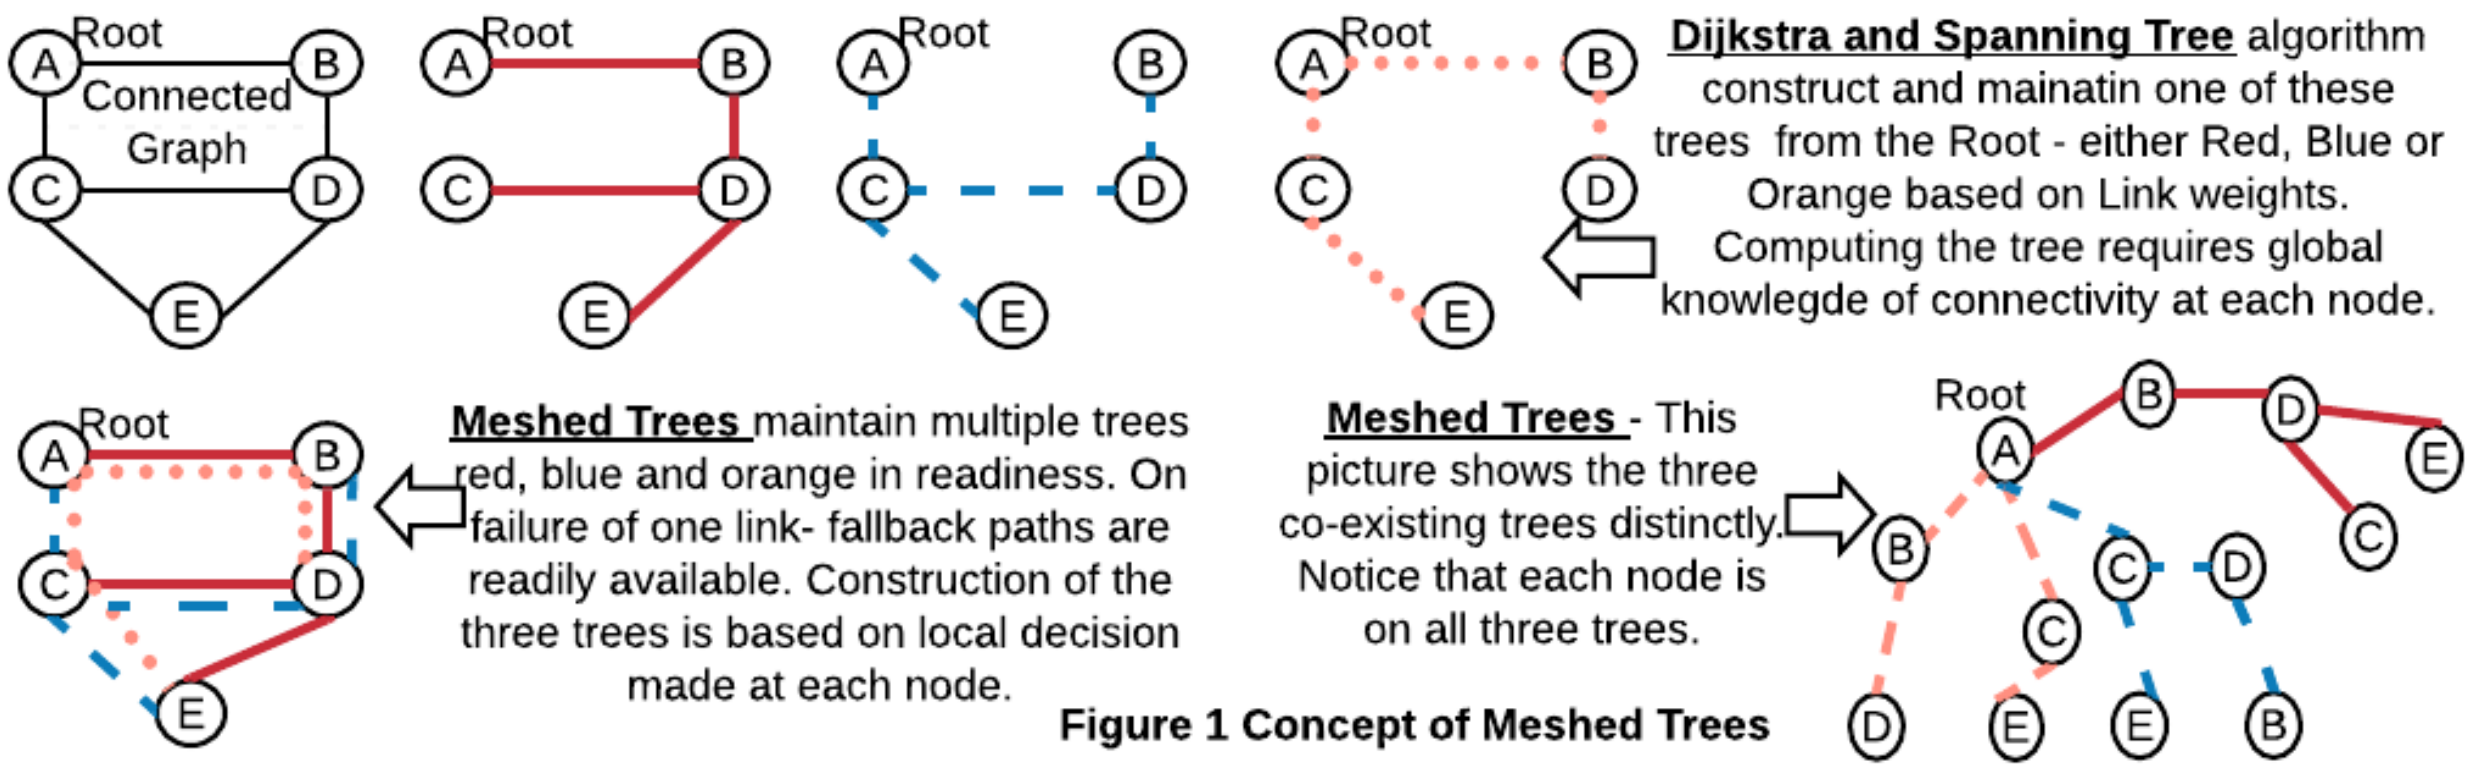 Root
A
B
Connected
Graph
C
D
E
Root
A
B
C
D
E
Root
A
B
C
D
E
Root
A
B
C
D
E
Dijkstra and Spanning Tree algorithm
construct and mainatin one of these
trees from the Root - either Red, Blue or
Orange based on Link weights.
Computing the tree requires global
knowlegde of connectivity at each node.
Root
A
B
C
D
E
Meshed Trees maintain multiple trees
red, blue and orange in readiness. On
failure of one link- fallback paths are
readily available. Construction of the
three trees is based on local decision
made at each node.
Meshed Trees - This
picture shows the three
co-existing trees distinctly.
Notice that each node is
on all three trees.
Root
A
B
D
E
C
B
C
D
C
D
E
E
B
Figure 1 Concept of Meshed Trees